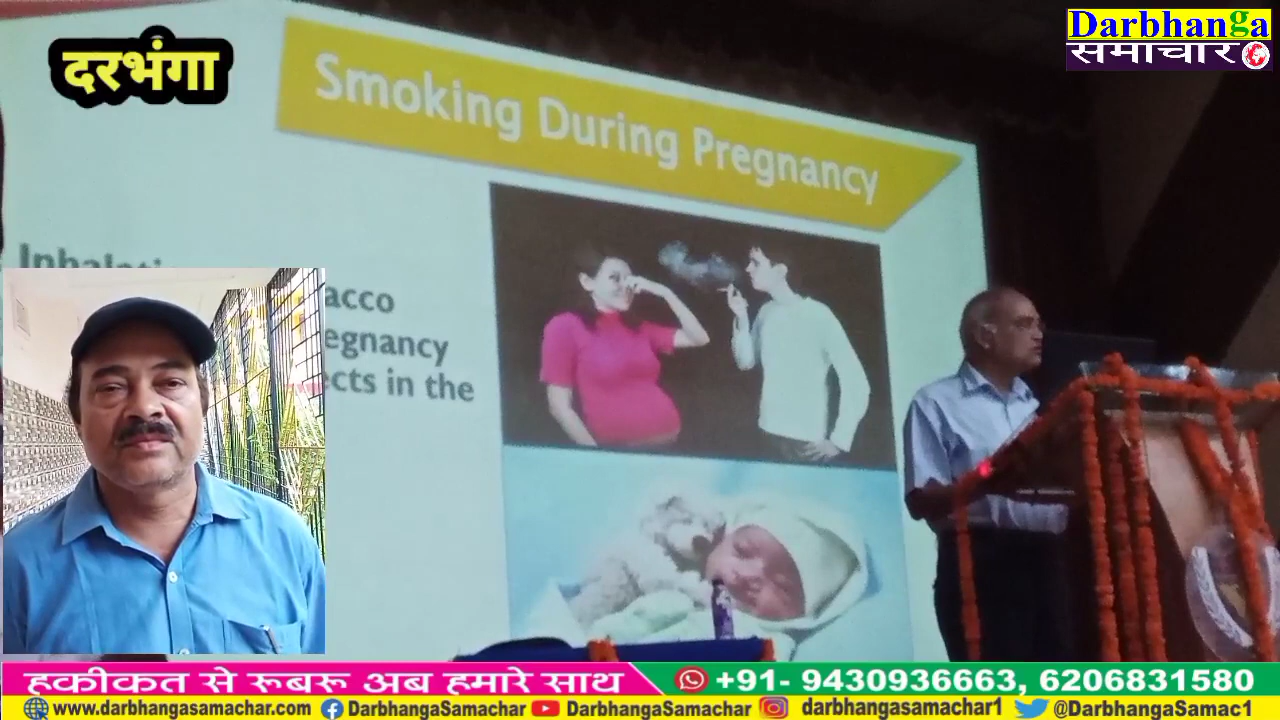 दरभंगा
Darbhanga
समाचार
Smoking During Pregnancy
acco
egnancy
ects in the
हकीकत से रूबरू अब हमारे साथ
+91- 9430936663, 6206831580
www.darbhangasamachar.com DarbhangaSamachar DarbhangaSamachar darbhangasamachar1 @DarbhangaSamac1